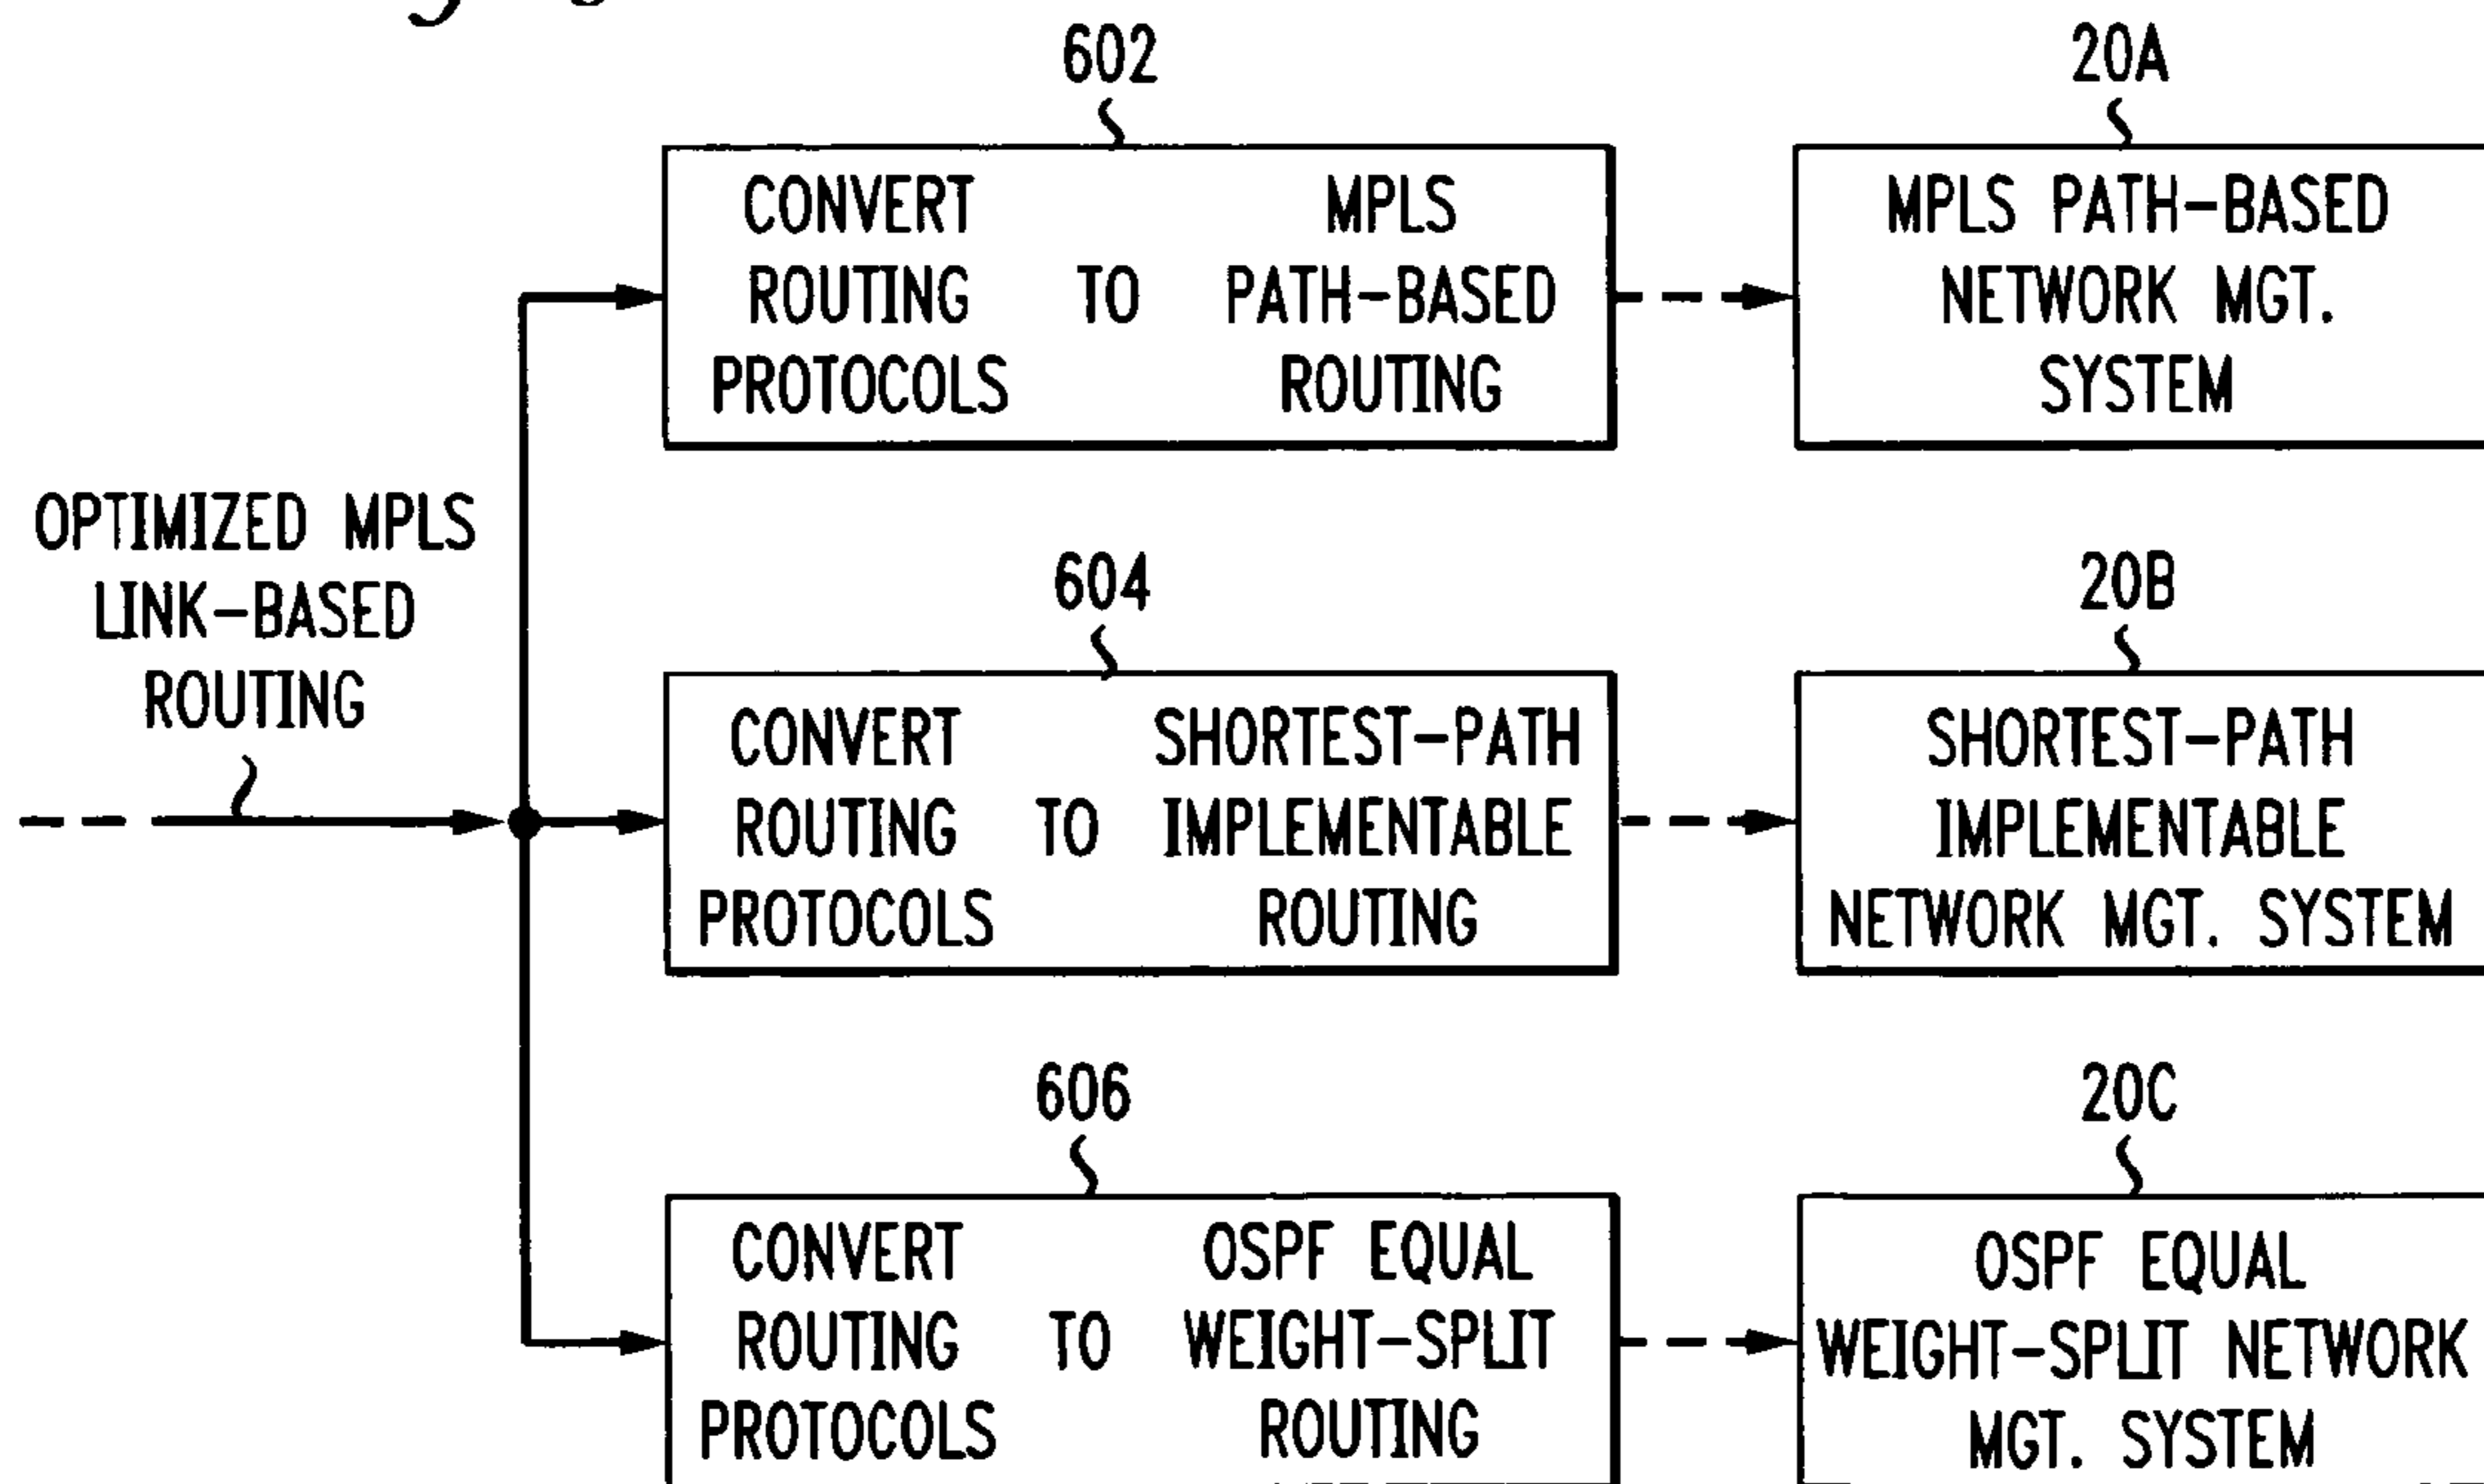 602
20A
CONVERT MPLS
ROUTING TO PATH-BASED
PROTOCOLS ROUTING
MPLS PATH-BASED
NETWORK MGT.
SYSTEM
OPTIMIZED MPLS
LINK-BASED
ROUTING
604
20B
CONVERT SHORTEST-PATH
ROUTING TO IMPLEMENTABLE
PROTOCOLS ROUTING
SHORTEST-PATH
IMPLEMENTABLE
NETWORK MGT. SYSTEM
606
20C
CONVERT OSPF EQUAL
ROUTING TO WEIGHT-SPLIT
PROTOCOLS ROUTING
OSPF EQUAL
WEIGHT-SPLIT NETWORK
MGT. SYSTEM